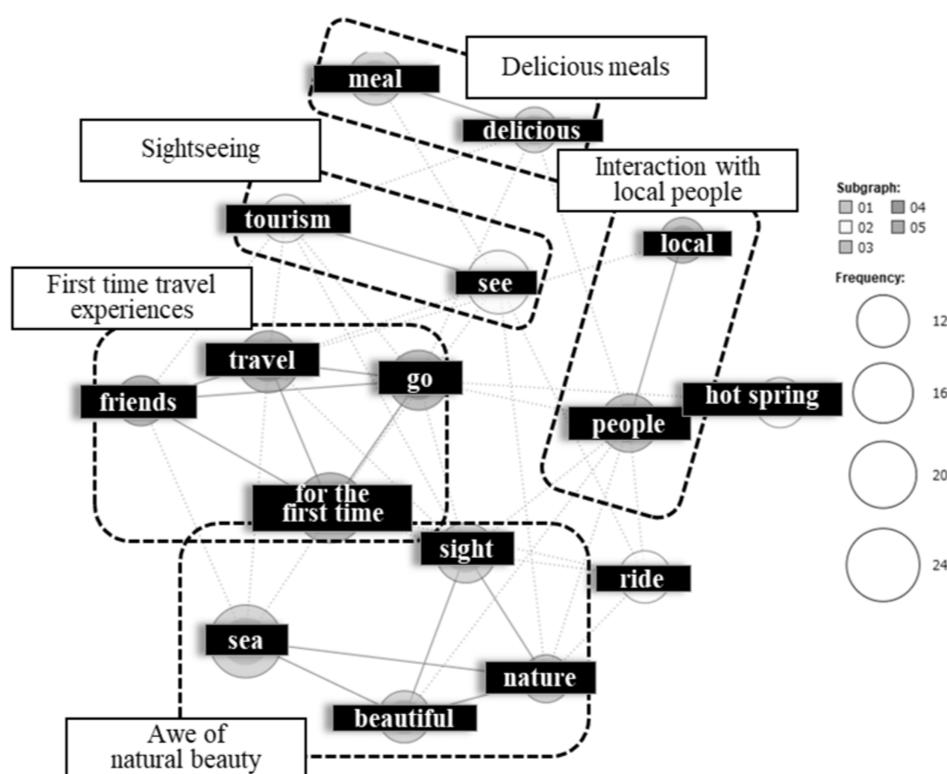 Delicious meals
meal
delicious
Sightseeing
Interaction with
local people
tourism
local
see
Subgraph:
01 04
02 05
03
First time travel
experiences
Frequency:
travel
go
friends
hot spring
people
12
16
20
24
for the
first time
sight
ride
sea
nature
beautiful
Awe of
natural beauty